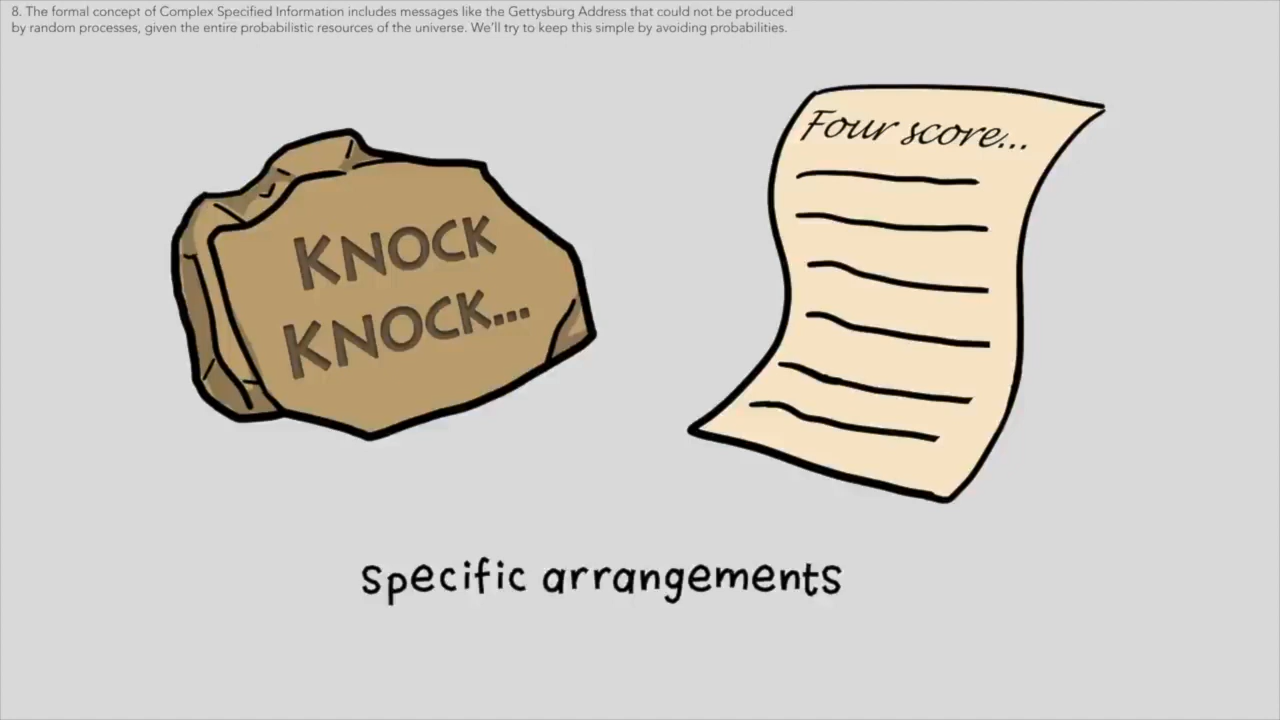 8. The formal concept of Complex Specified Information includes messages like the Gettysburg Address that could not be produced
by random processes, given the entire probabilistic resources of the universe. We’ll try to keep this simple by avoiding probabilities.
KNOCK
KNOCK...
Four score...
specific arrangements